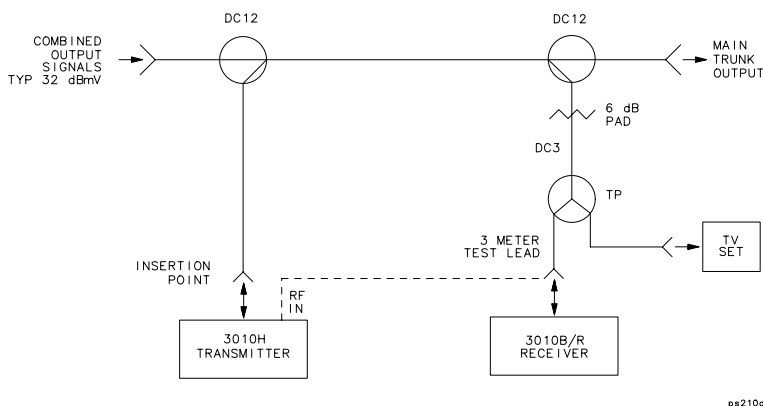 DC12
DC12
COMBINED
OUTPUT
SIGNALS
TYP 32 dBmV
MAIN
TRUNK
OUTPUT
6 dB
PAD
DC3
TP
3 METER
TEST LEAD
TV
SET
INSERTION
POINT
RF
IN
3010H
TRANSMITTER
3010B/R
RECEIVER
ps210c